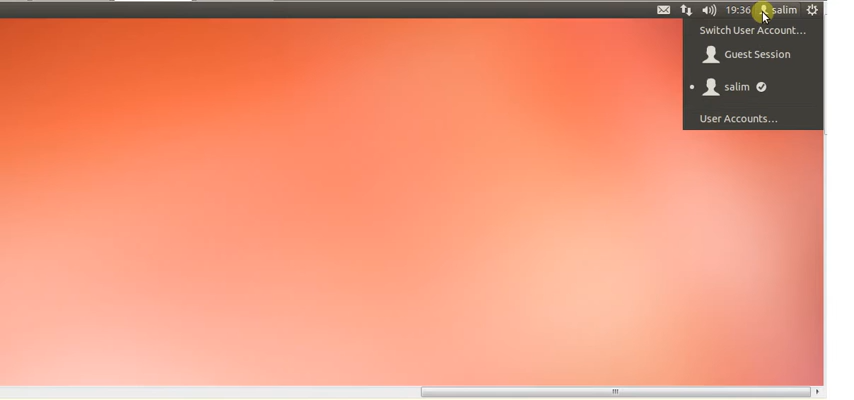 19:36 salim
Switch User Account...
Guest Session
salim
User Accounts...